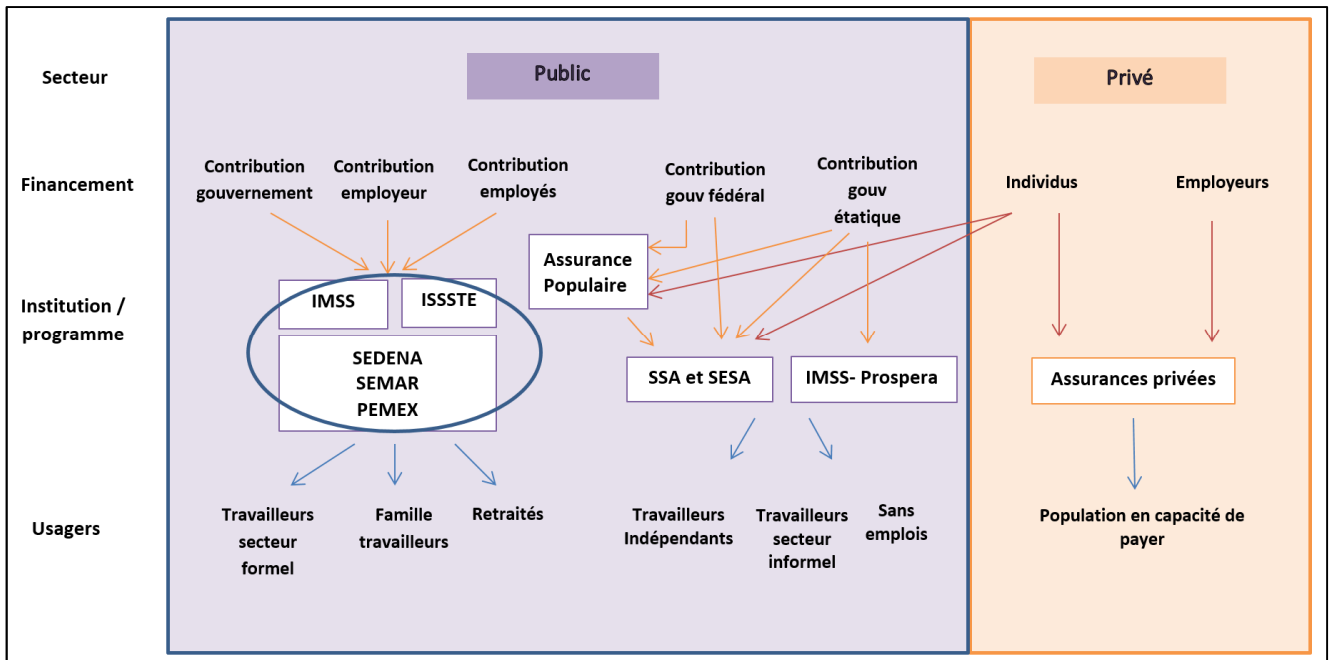 Secteur
Public
Privé
Financement
Contribution
gouvernement
Contribution
employeur
Contribution
employés
Contribution
gouv fédéral
Contribution
gouv
étatique
Individus
Employeurs
Institution /
programme
IMSS
ISSSTE
SEDENA
SEMAR
PEMEX
Assurance
Populaire
SSA et SESA
IMSS- Prospera
Assurances privées
Usagers
Travailleurs
secteur
formel
Famille
travailleurs
Retraités
Travailleurs
Indépendants
Travailleurs
secteur
informel
Sans
emplois
Population en capacité de
payer